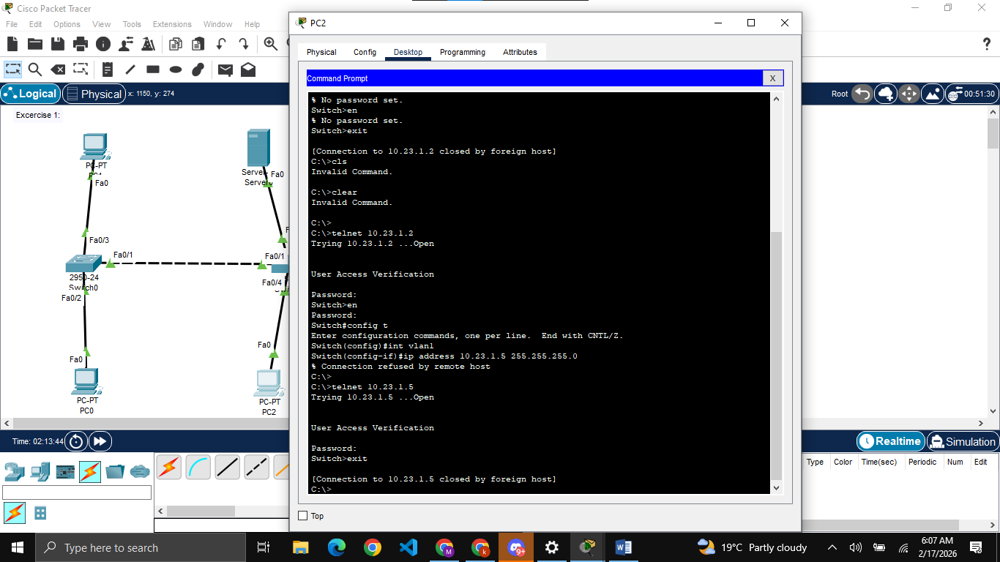 Cisco Packet Tracer
File Edit Options View Tools Extensions Window Help
Logical Physical x: 1150, y: 274
Root 00:51:30
Excercise 1:
PC-PT
Fa0
Fa0/3
Fa0/1
2950-24
Switch0
Fa0/2
Fa0
PC-PT
PC0
Server
Fa0
Fa0/1
Fa0/4
Fa0
PC-PT
PC2
PC2
Physical Config Desktop Programming Attributes
Command Prompt X
% No password set.
Switch>en
% No password set.
Switch>exit
[Connection to 10.23.1.2 closed by foreign host]
C:\>cls
Invalid Command.
C:\>clear
Invalid Command.
C:\>
C:\>telnet 10.23.1.2
Trying 10.23.1.2 ...Open
User Access Verification
Password:
Switch>en
Password:
Switch#config t
Enter configuration commands, one per line.  End with CNTL/Z.
Switch(config)#int vlan1
Switch(config-if)#ip address 10.23.1.5 255.255.255.0
% Connection refused by remote host
C:\>
C:\>telnet 10.23.1.5
Trying 10.23.1.5 ...Open
User Access Verification
Password:
Switch>exit
[Connection to 10.23.1.5 closed by foreign host]
C:\>
Top
Time: 02:13:44
Realtime Simulation
Type Color Time(sec) Periodic Num Edit
Type here to search
9+
19°C Partly cloudy
6:07 AM
2/17/2026